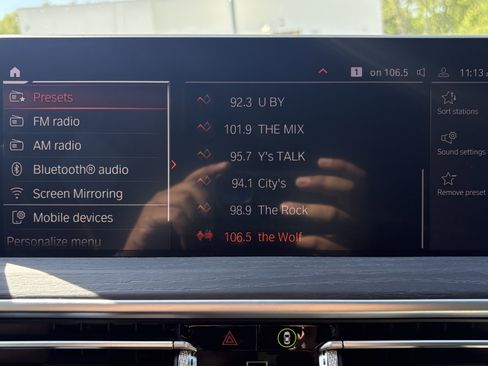 1 on 106.5 11:13
Presets
FM radio
AM radio
Bluetooth® audio
Screen Mirroring
Mobile devices
Personalize menu
92.3 U BY
101.9 THE MIX
95.7 Y's TALK
94.1 City's
98.9 The Rock
106.5 the Wolf
Sort stations
Sound settings
Remove preset